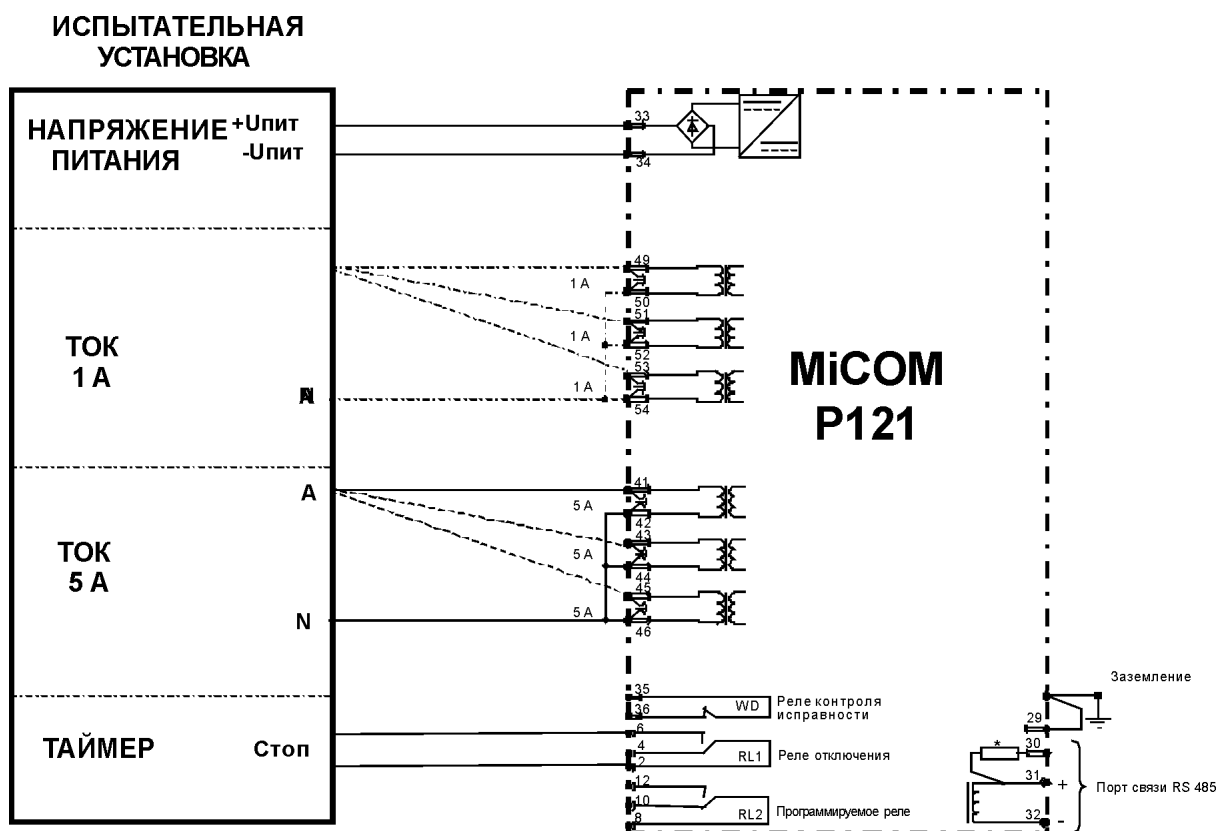 ИСПЫТАТЕЛЬНАЯ
УСТАНОВКА
НАПРЯЖЕНИЕ +Uпит
ПИТАНИЯ -Uпит
33
34
ТОК
1 А
N
49
1 А
50
51
1 А
52
53
1 А
54
MiCOM
P121
ТОК
5 А
A
N
41
5 А
42
43
5 А
44
45
5 А
46
ТАЙМЕР
Стоп
35
36
WD
Реле контроля
исправности
6
4
2
RL1
Реле отключения
12
10
8
RL2
Программируемое реле
Заземление
29
30
*
31
+
32
-
Порт связи RS 485